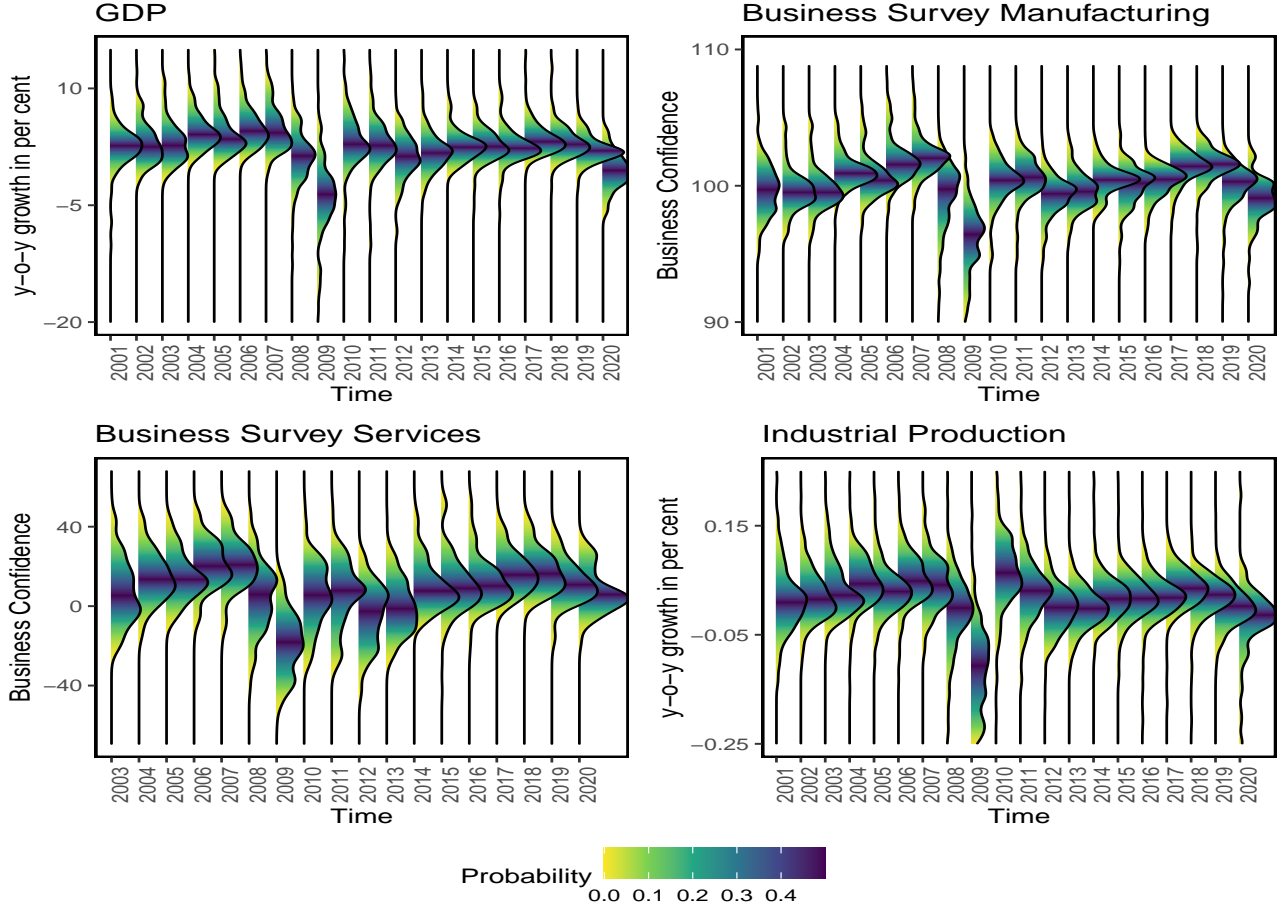 GDP
y−o−y growth in per cent
10
−5
−20
2001 2002 2003 2004 2005 2006 2007 2008 2009 2010 2011 2012 2013 2014 2015 2016 2017 2018 2019 2020
Time
Business Survey Manufacturing
Business Confidence
110
100
90
2001 2002 2003 2004 2005 2006 2007 2008 2009 2010 2011 2012 2013 2014 2015 2016 2017 2018 2019 2020
Time
Business Survey Services
Business Confidence
40
0
−40
2003 2004 2005 2006 2007 2008 2009 2010 2011 2012 2013 2014 2015 2016 2017 2018 2019 2020
Time
Industrial Production
y−o−y growth in per cent
0.15
−0.05
−0.25
2001 2002 2003 2004 2005 2006 2007 2008 2009 2010 2011 2012 2013 2014 2015 2016 2017 2018 2019 2020
Time
Probability
0.0 0.1 0.2 0.3 0.4